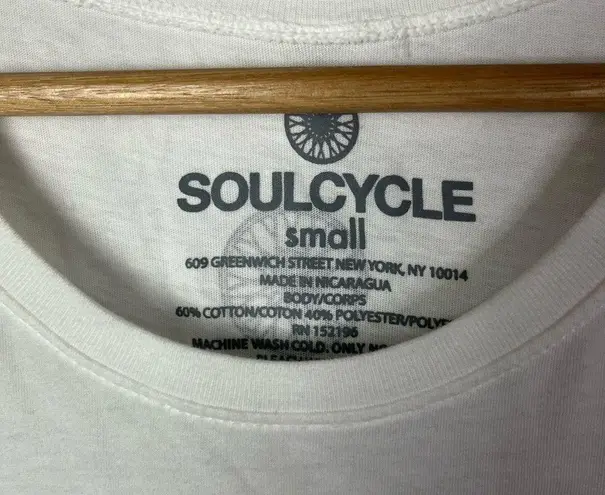 SOULCYCLE
small
609 GREENWICH STREET NEW YORK, NY 10014
MADE IN NICARAGUA
BODY/CORPS
60% COTTON/COTON 40% POLYESTER/POLYE
RN 152196
MACHINE WASH COLD. ONLY